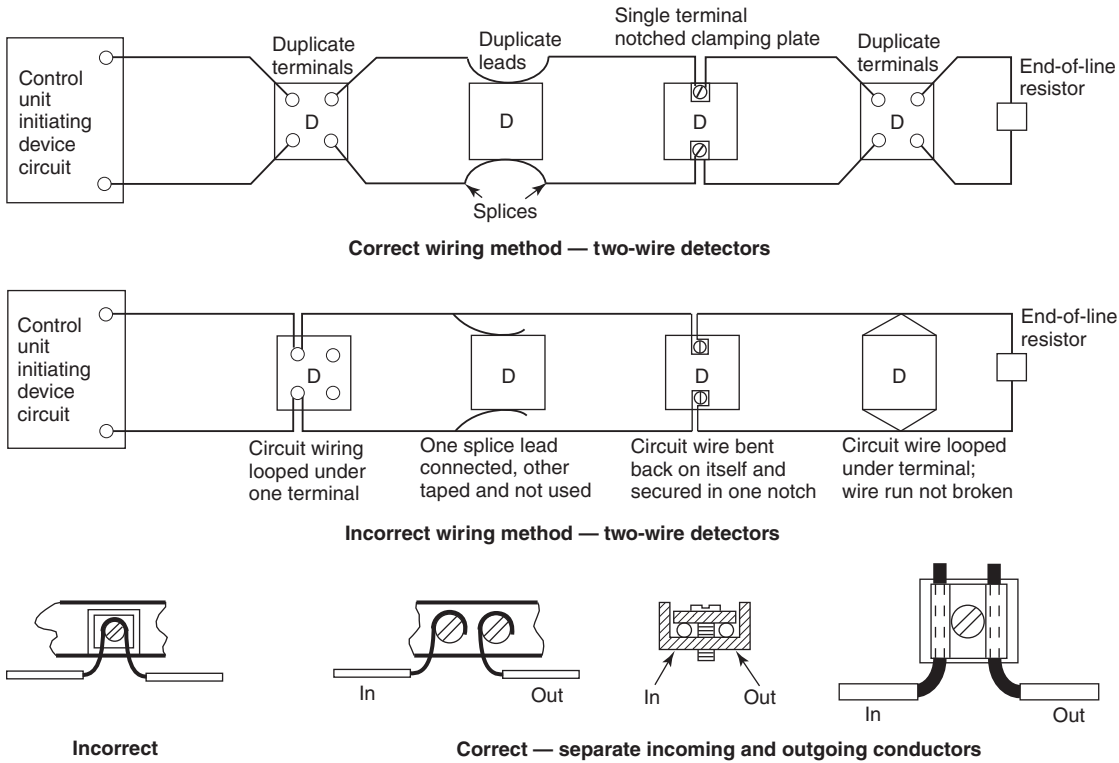 Control
unit
initiating
device
circuit
Duplicate
terminals
D
Duplicate
leads
D
Splices
Single terminal
notched clamping plate
D
Duplicate
terminals
D
End-of-line
resistor
Correct wiring method — two-wire detectors
Control
unit
initiating
device
circuit
D
Circuit wiring
looped under
one terminal
D
One splice lead
connected, other
taped and not used
D
Circuit wire bent
back on itself and
secured in one notch
D
Circuit wire looped
under terminal;
wire run not broken
End-of-line
resistor
Incorrect wiring method — two-wire detectors
Incorrect
In
Out
In
Out
In
Out
Correct — separate incoming and outgoing conductors